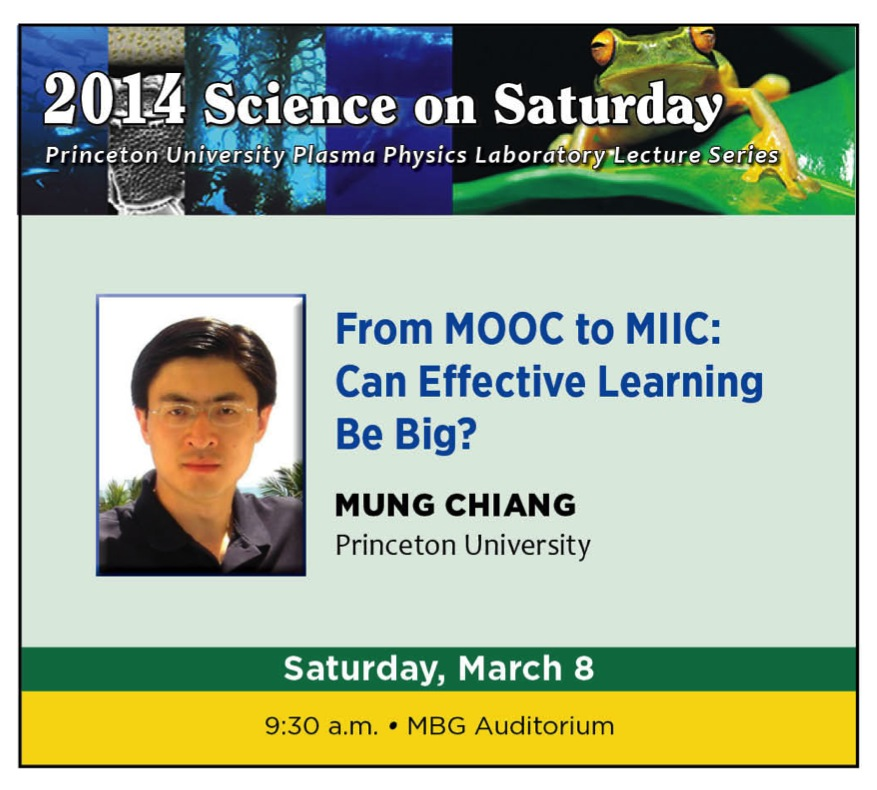 2014 Science on Saturday
Princeton University Plasma Physics Laboratory Lecture Series
From MOOC to MIIC:
Can Effective Learning
Be Big?
MUNG CHIANG
Princeton University
Saturday, March 8
9:30 a.m. • MBG Auditorium